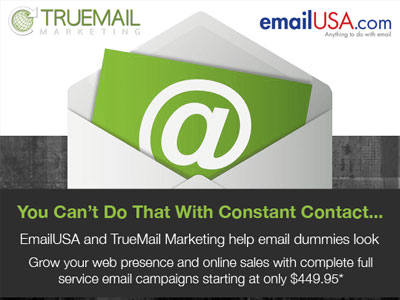 TRUEMAIL
MARKETING
emailUSA.com
Anything to do with email
@
You Can't Do That With Constant Contact...
EmailUSA and TrueMail Marketing help email dummies look
Grow your web presence and online sales with complete full
service email campaigns starting at only $449.95*